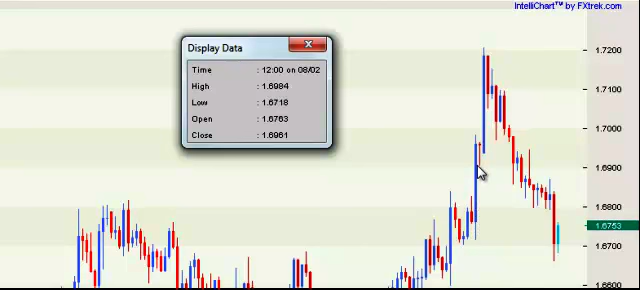 IntelliChart™ by FXtrek.com
Display Data
Time : 12:00 on 08/02
High : 1.6984
Low : 1.6718
Open : 1.6763
Close : 1.6961
1.7200
1.7100
1.7000
1.6900
1.6800
1.6753
1.6700
1.6600